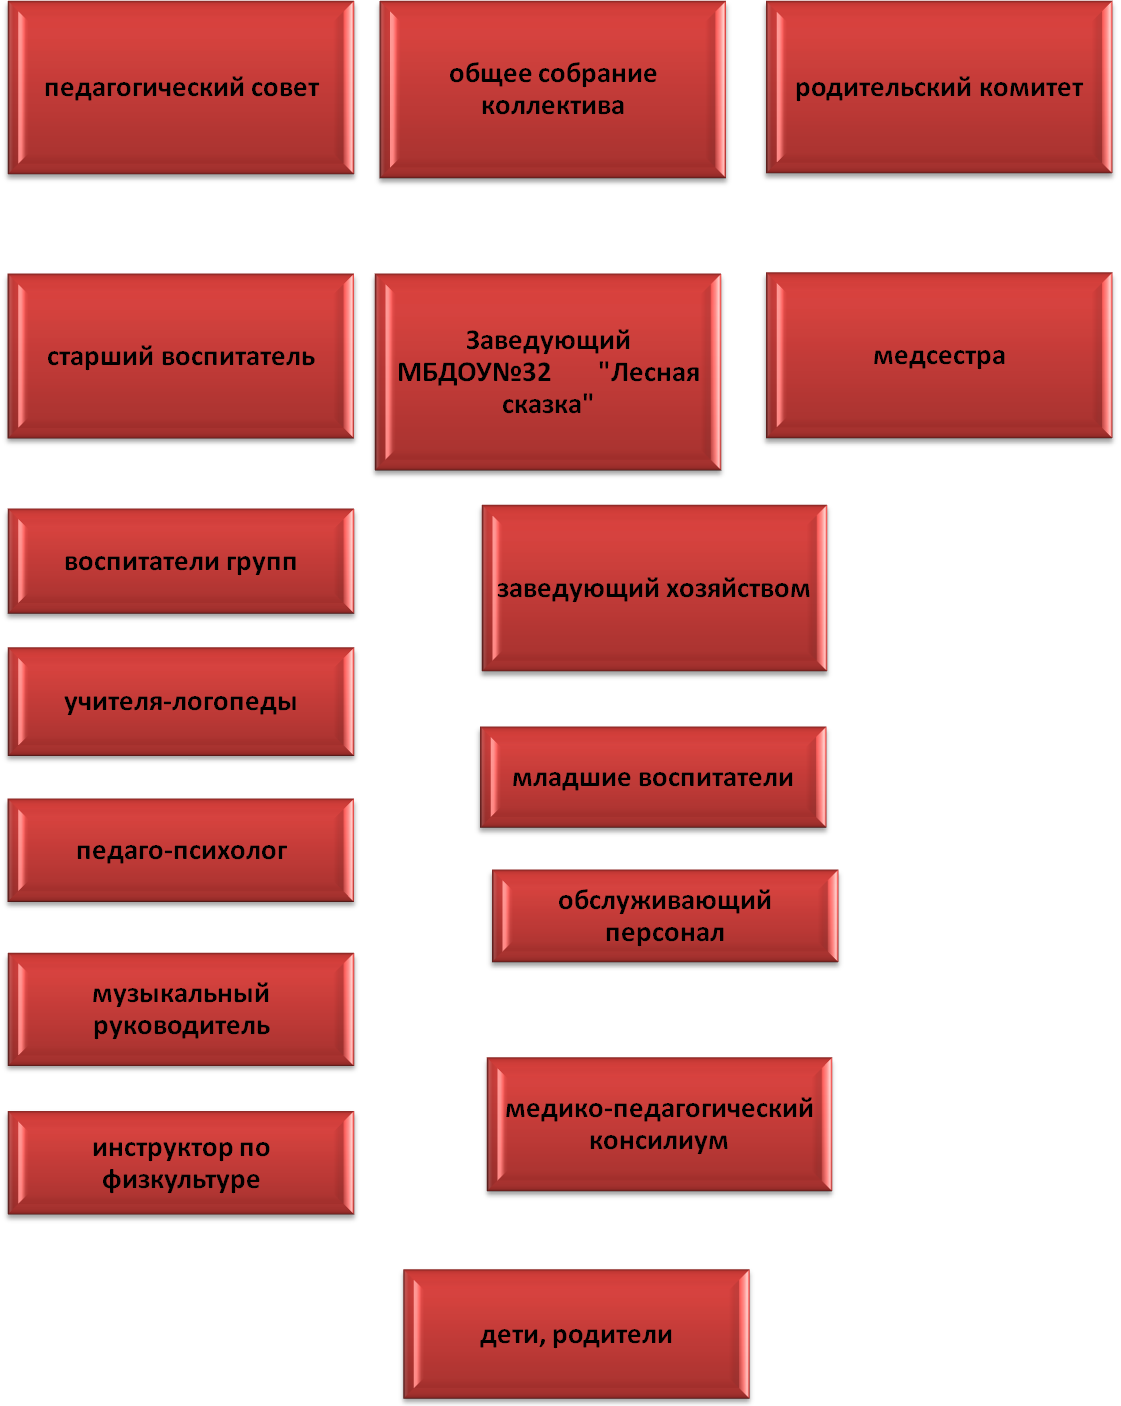 педагогический совет
общее собрание
коллектива
родительский комитет
старший воспитатель
Заведующий
МБДОУ№32 "Лесная
сказка"
медсестра
воспитатели групп
заведующий хозяйством
учителя-логопеды
младшие воспитатели
педаго-психолог
обслуживающий
персонал
музыкальный
руководитель
медико-педагогический
консилиум
инструктор по
физкультуре
дети, родители